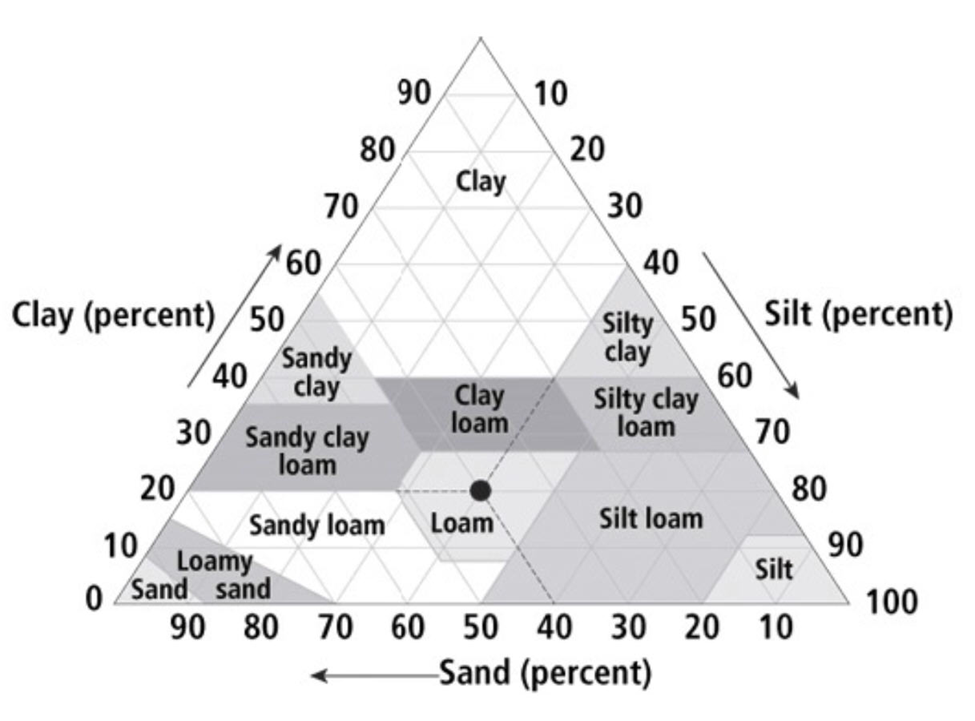 90 10
80 20
Clay
70 30
60 40
Clay (percent) 50 Silty clay 50 Silt (percent)
Sandy clay
40 60
Clay loam
Silty clay loam
30 70
Sandy clay loam
20 80
Sandy loam Loam Silt loam
10 90
Loamy sand
Sand
Silt
0 100
90 80 70 60 50 40 30 20 10
Sand (percent)